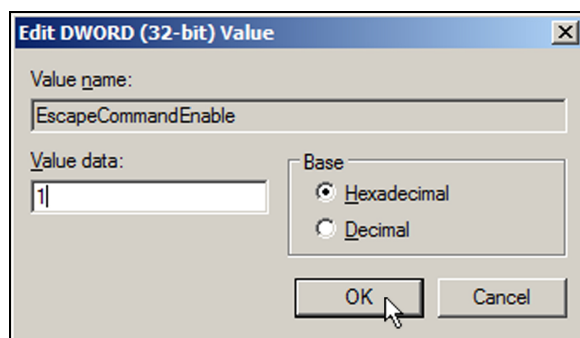 Edit DWORD (32-bit) Value
Value name:
EscapeCommandEnable
Value data:
1
Base
Hexadecimal
Decimal
OK
Cancel